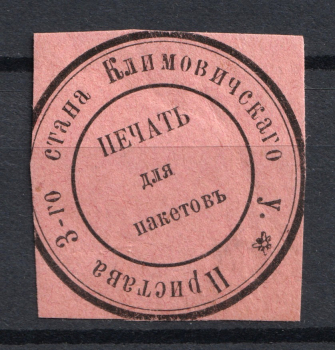 Пристава 3-го стана Климовичскаго у.
ПЕЧАТЬ
для
пакетовъ